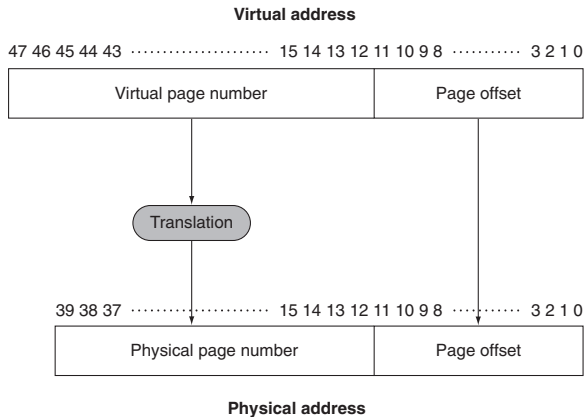 Virtual address
47 46 45 44 43 ···················· 15 14 13 12 11 10 9 8 ·········· 3 2 1 0
Virtual page number Page offset
Translation
39 38 37 ···················· 15 14 13 12 11 10 9 8 ·········· 3 2 1 0
Physical page number Page offset
Physical address